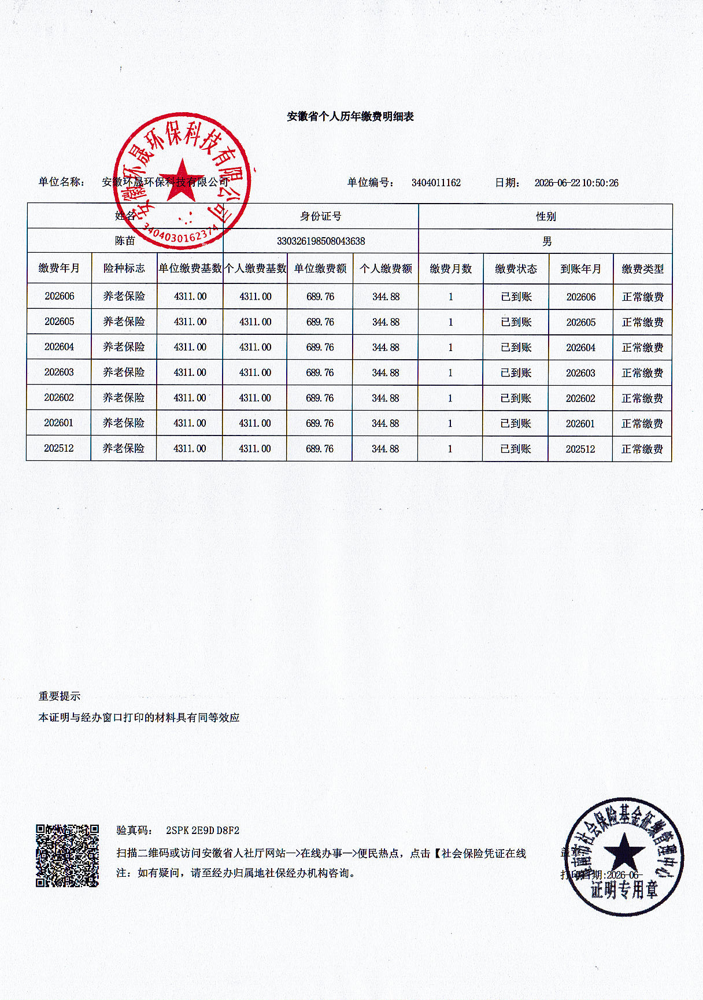 安徽省个人历年缴费明细表
安徽环晟环保科技有限公司
3404030162374
单位名称: 安徽环晟环保科技有限公司 单位编号: 3404011162 日期: 2026-06-22 10:50:26
姓名 身份证号 性别
陈苗 330326198508043638 男
缴费年月 险种标志 单位缴费基数 个人缴费基数 单位缴费额 个人缴费额 缴费月数 缴费状态 到账年月 缴费类型
202606 养老保险 4311.00 4311.00 689.76 344.88 1 已到账 202606 正常缴费
202605 养老保险 4311.00 4311.00 689.76 344.88 1 已到账 202605 正常缴费
202604 养老保险 4311.00 4311.00 689.76 344.88 1 已到账 202604 正常缴费
202603 养老保险 4311.00 4311.00 689.76 344.88 1 已到账 202603 正常缴费
202602 养老保险 4311.00 4311.00 689.76 344.88 1 已到账 202602 正常缴费
202601 养老保险 4311.00 4311.00 689.76 344.88 1 已到账 202601 正常缴费
202512 养老保险 4311.00 4311.00 689.76 344.88 1 已到账 202512 正常缴费
重要提示
本证明与经办窗口打印的材料具有同等效应
验真码: 2SPK 2E9D D8F2
扫描二维码或访问安徽省人社厅网站—>在线办事—>便民热点，点击【社会保险凭证在线
注：如有疑问，请至经办归属地社保经办机构咨询。
盖章:
打印日期:2026-06-
市社会保险基金征缴管理中心
证明专用章